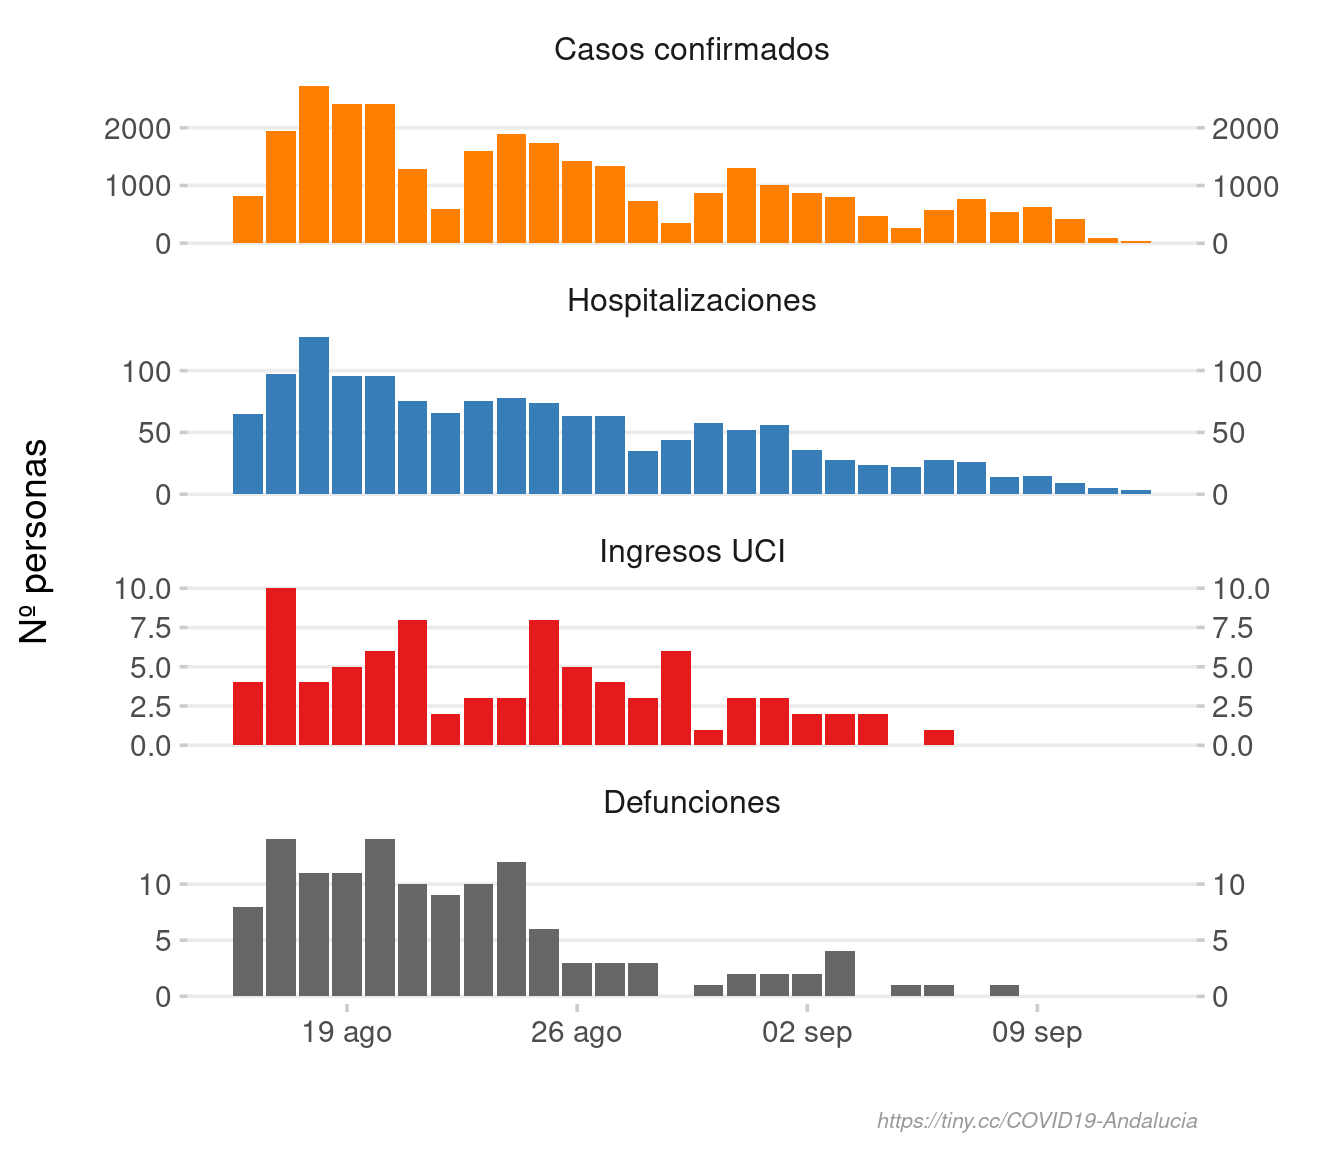 Casos confirmados
2000 2000
1000 1000
0 0
Hospitalizaciones
100 100
50 50
0 0
Nº personas
Ingresos UCI
10.0 10.0
7.5 7.5
5.0 5.0
2.5 2.5
0.0 0.0
Defunciones
10 10
5 5
0 0
19 ago 26 ago 02 sep 09 sep
https://tiny.cc/COVID19-Andalucia